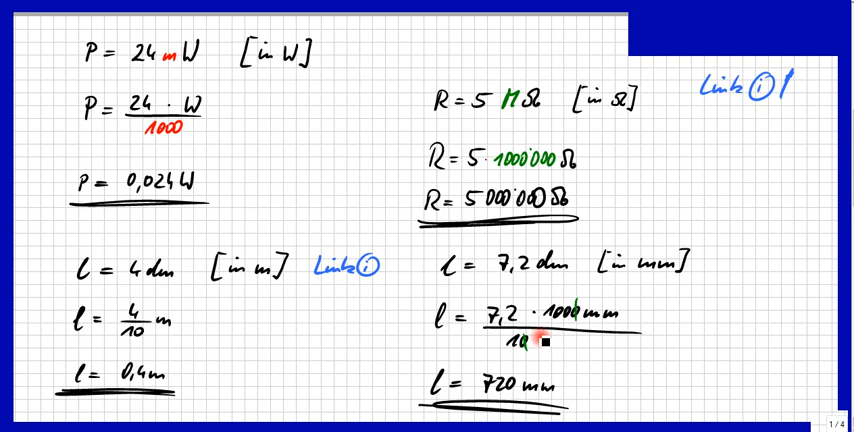 P = 24 mW [in W]
P = 24 · W / 1000
P = 0,024 W
l = 4 dm [in m] Link ⓘ
l = 4/10 m
l = 0,4 m
Link ⓘ !
R = 5 MΩ [in Ω]
R = 5 · 1000'000 Ω
R = 5 000'000 Ω
l = 7,2 dm [in mm]
l = 7,2 · 1000 mm / 10
l = 720 mm
1 / 4